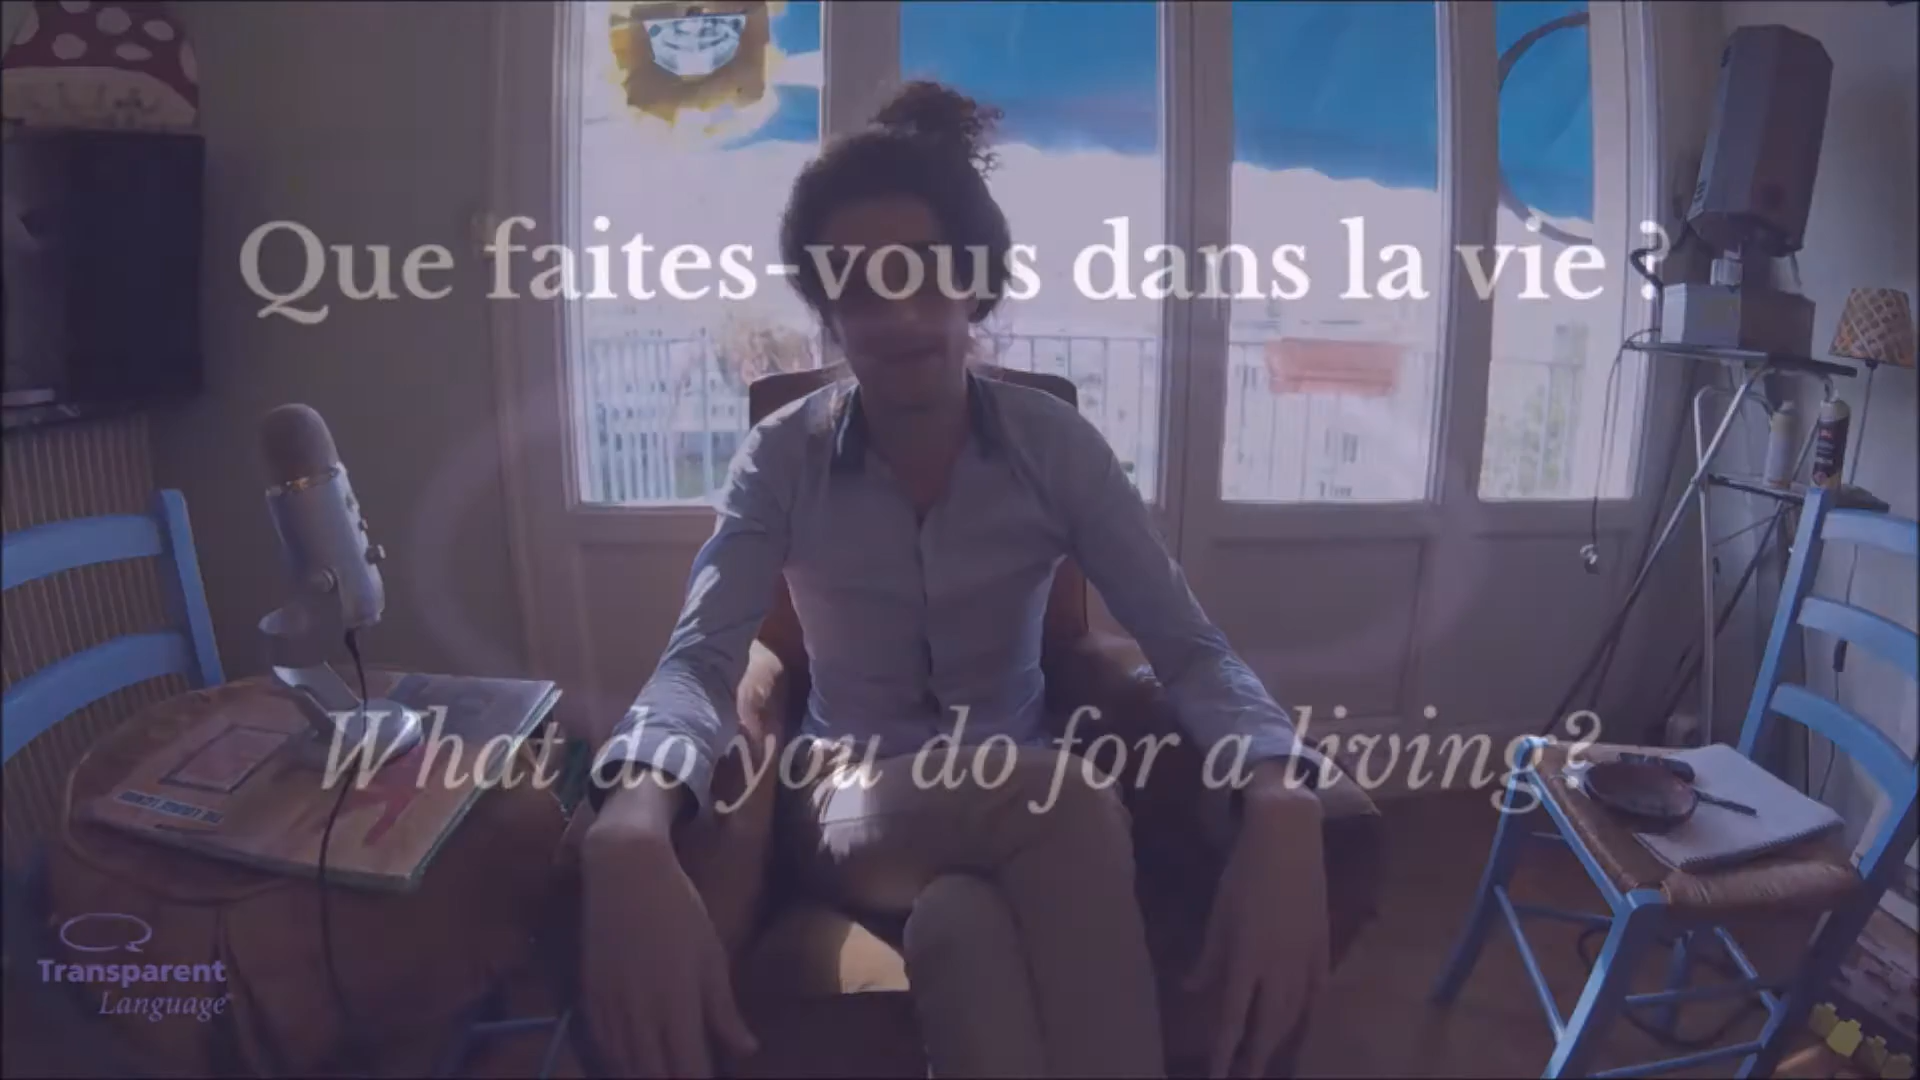 Que faites-vous dans la vie ?
What do you do for a living?
Transparent
Language